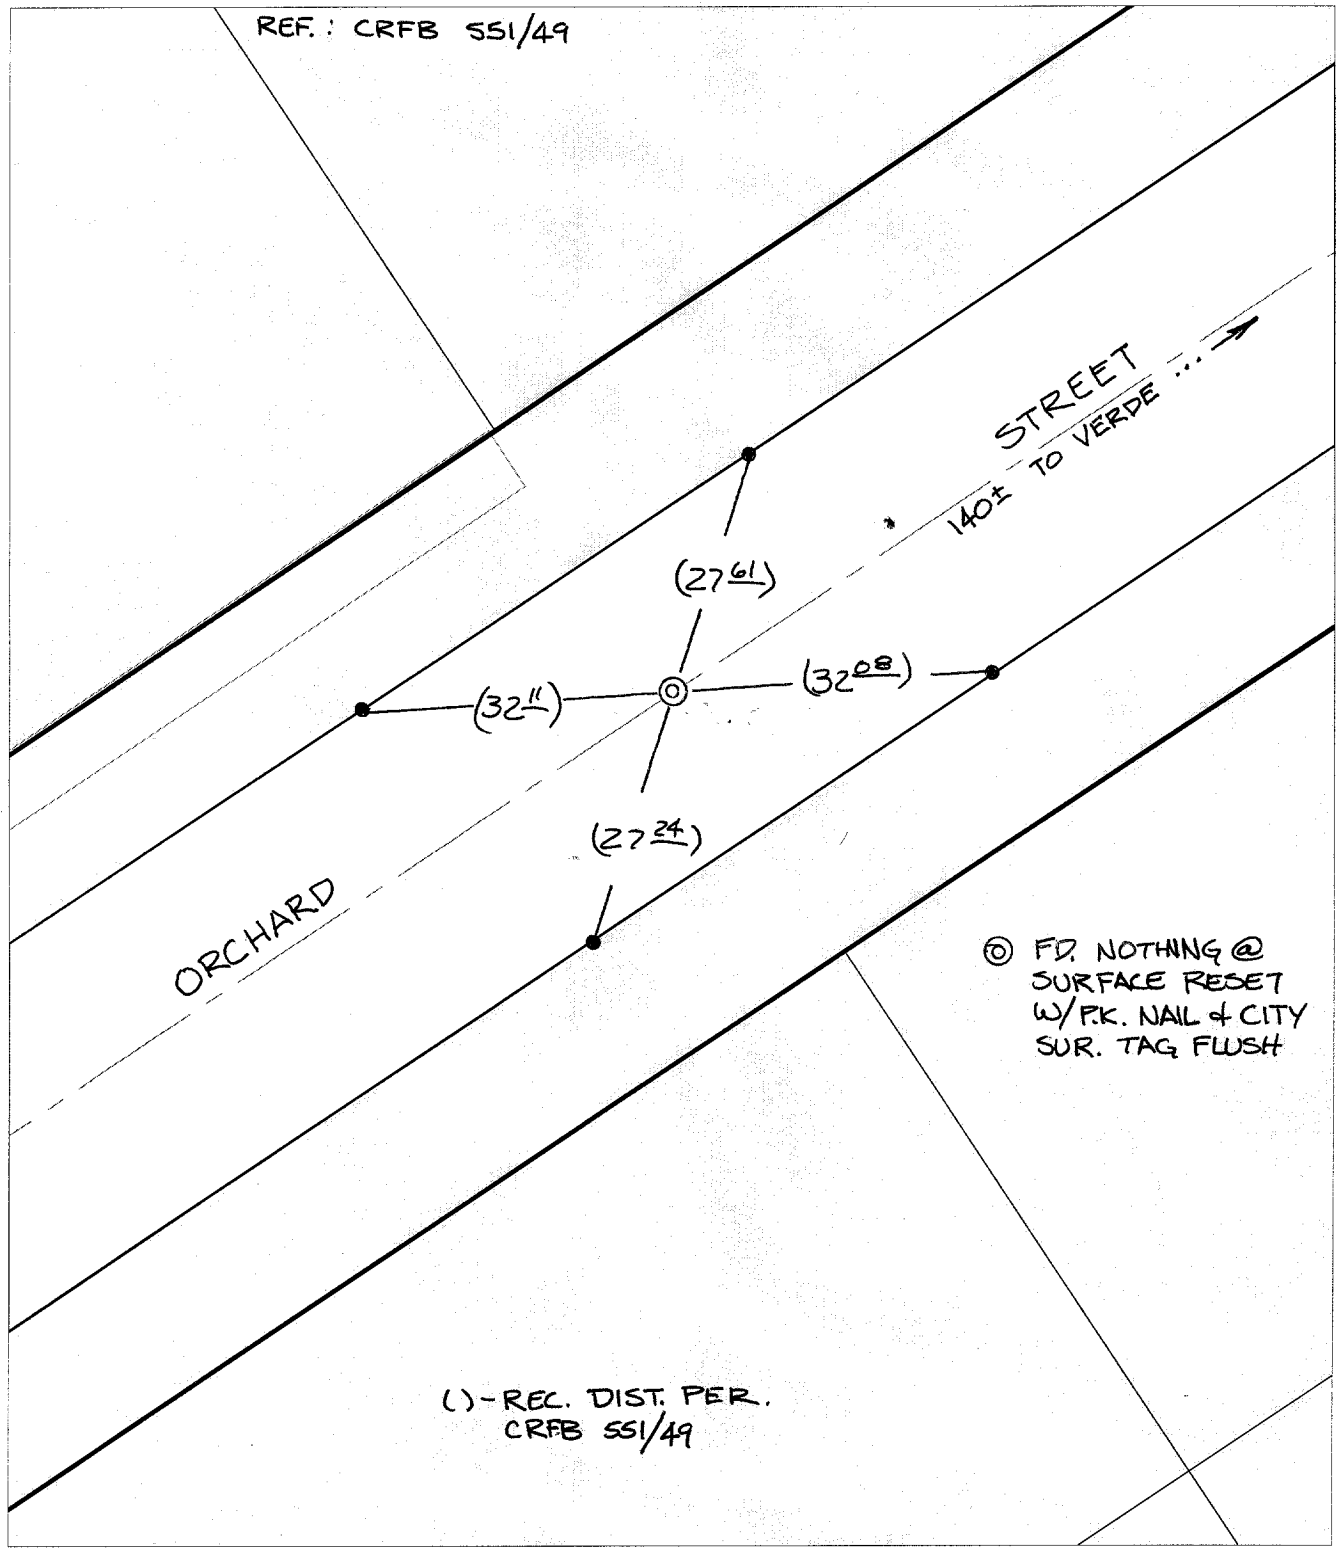 REF.: CRFB 551/49
STREET
140± TO VERDE ...
(27 61)
(32 11)
(32 08)
(27 24)
ORCHARD
FD. NOTHING @
SURFACE RESET
W/ P.K. NAIL & CITY
SUR. TAG FLUSH
( ) - REC. DIST. PER.
CRFB 551/49